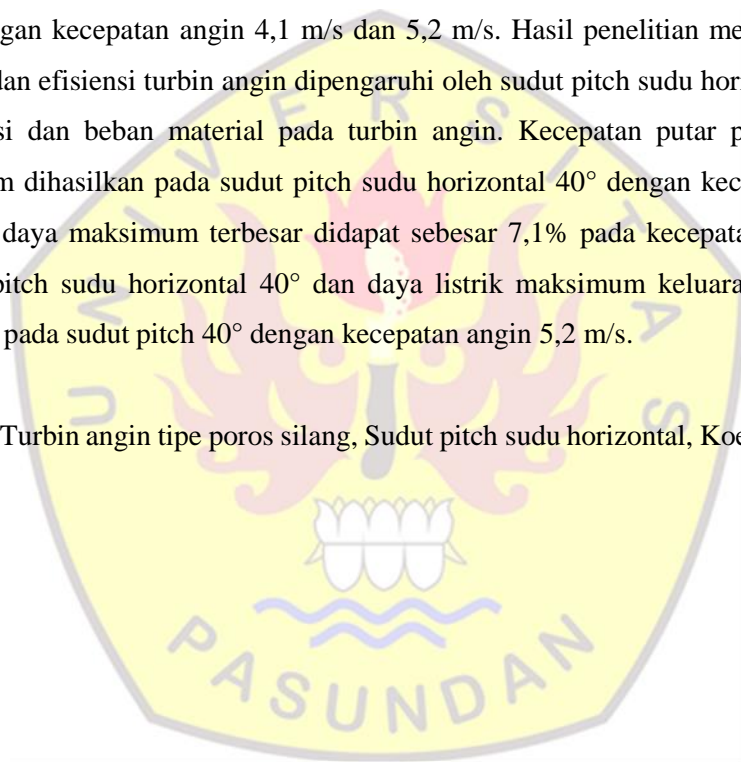 gan kecepatan angin 4,1 m/s dan 5,2 m/s. Hasil penelitian me
dan efisiensi turbin angin dipengaruhi oleh sudut pitch sudu hori
si dan beban material pada turbin angin. Kecepatan putar p
m dihasilkan pada sudut pitch sudu horizontal 40° dengan kec
daya maksimum terbesar didapat sebesar 7,1% pada kecepata
pitch sudu horizontal 40° dan daya listrik maksimum keluara
pada sudut pitch 40° dengan kecepatan angin 5,2 m/s.
Turbin angin tipe poros silang, Sudut pitch sudu horizontal, Koe
UNIVERSITAS
PASUNDAN